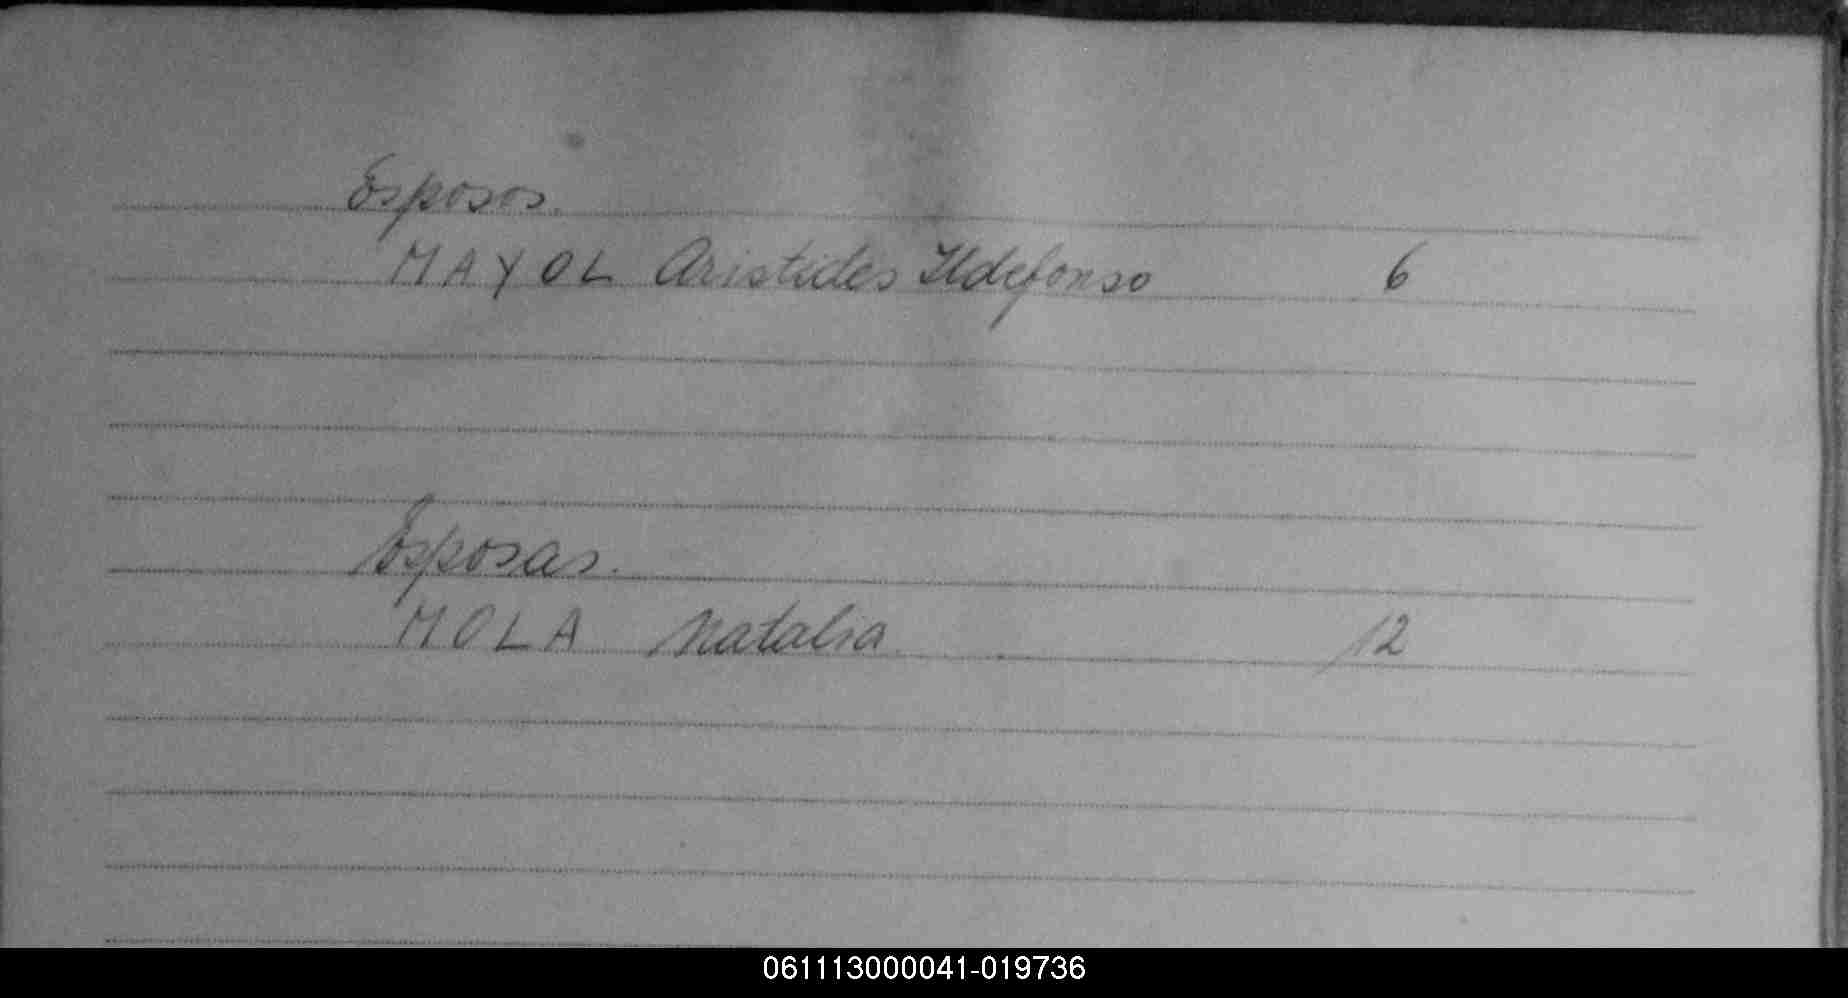 Esposos.
MAYOL Aristides Ildefonso 6
Esposas.
MOLA Natalia 12
061113000041-019736